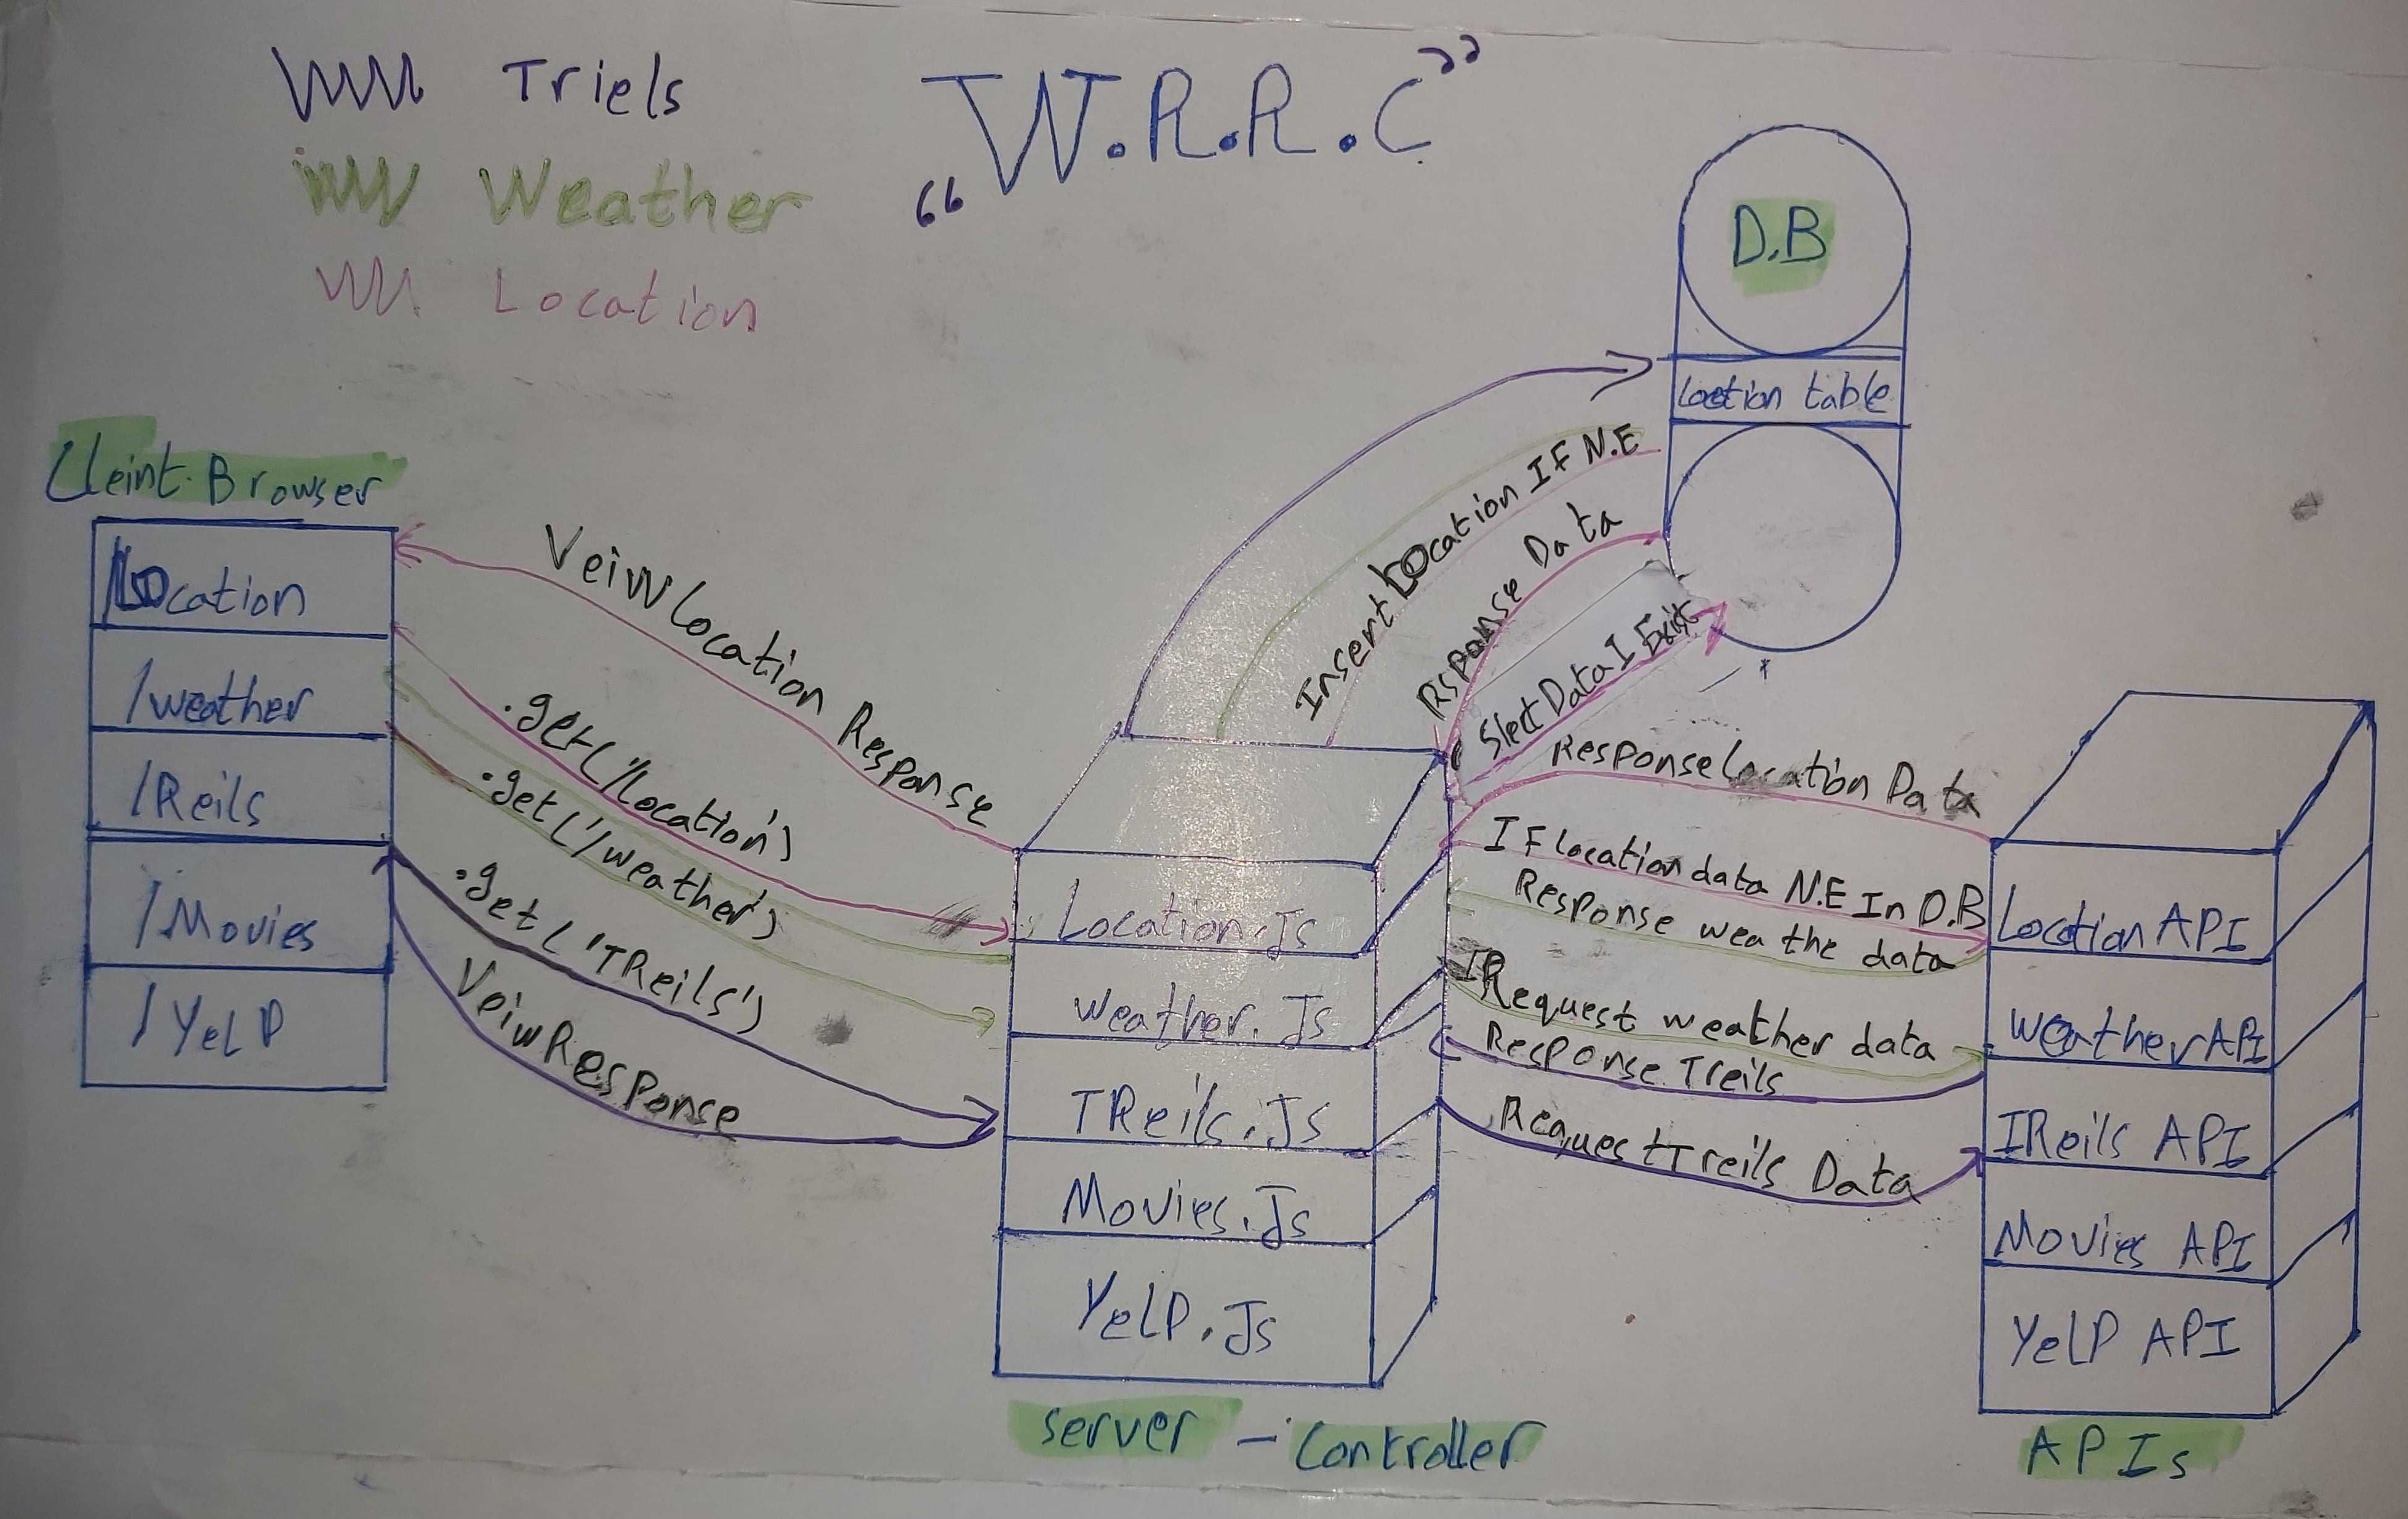 Triels
Weather
Location
“W.R.R.C”
D.B
Location table
Cleint.Browser
/Location
/weather
/Reils
/Movies
/YeLP
Veiw Location Response
.get('/location')
.get('/weather')
.get('TReils')
Veiw Response
Insert Location IF N.E
Rsponse Data
Slect Data I Exist
Response Location Data
IF location data N.E In D.B
Response wea the data
Request weather data
Response Treils
Request Treils Data
Location.Js
weather.Js
TReils.Js
Movies.Js
YeLP.Js
server - Controller
Location API
weather API
TReils API
Movies API
YeLP API
APIs